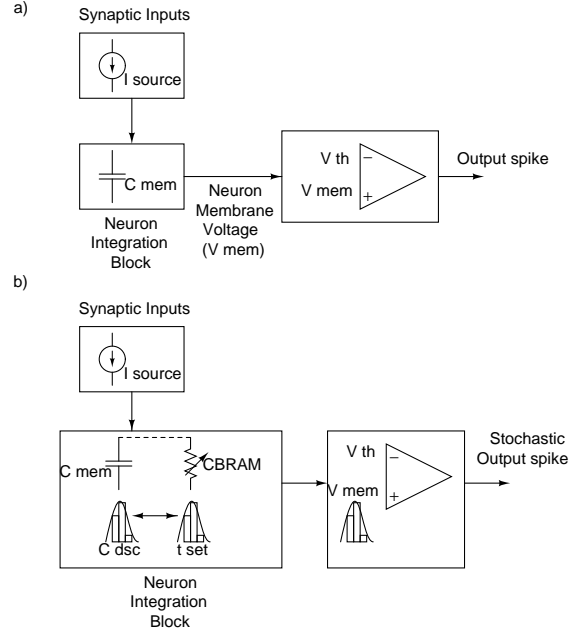 a)
Synaptic Inputs
I source
C mem
V th
−
V mem
+
Output spike
Neuron
Membrane
Voltage
(V mem)
Neuron
Integration
Block
b)
Synaptic Inputs
I source
C mem
CBRAM
C dsc
t set
V th
−
V mem
+
Stochastic
Output spike
Neuron
Integration
Block